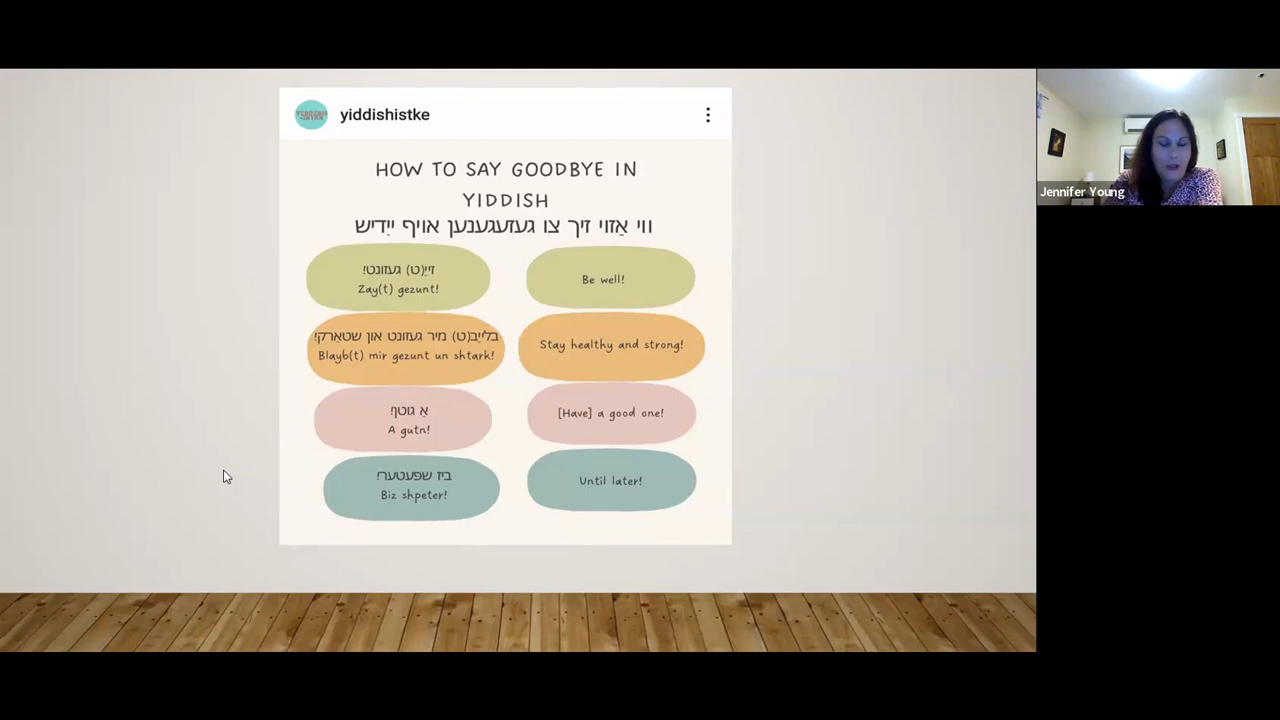 yiddishistke
HOW TO SAY GOODBYE IN
YIDDISH
ווי אַזוי זיך צו געזעגענען אויף ייִדיש
זײַ(ט) געזונט!
Zay(t) gezunt!
Be well!
בלײַב(ט) מיר געזונט און שטאַרק!
Blayb(t) mir gezunt un shtark!
Stay healthy and strong!
אַ גוטן!
A gutn!
[Have] a good one!
ביז שפּעטער!
Biz shpeter!
Until later!
Jennifer Young